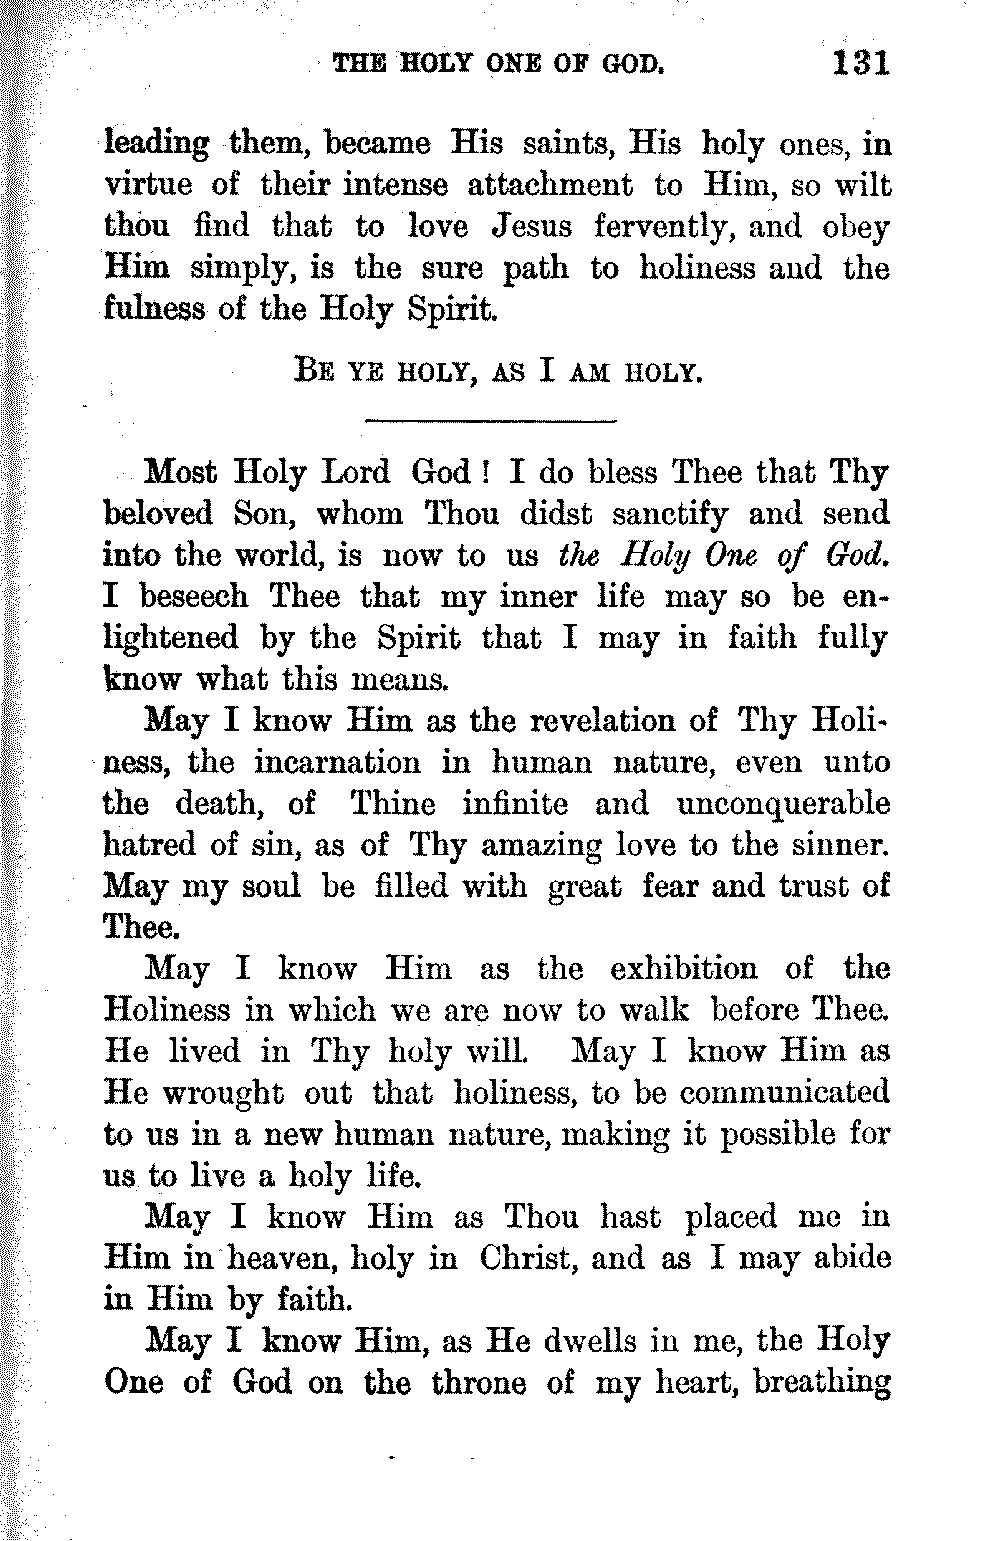 THE HOLY ONE OF GOD. 131
leading them, became His saints, His holy ones, in
virtue of their intense attachment to Him, so wilt
thou find that to love Jesus fervently, and obey
Him simply, is the sure path to holiness and the
fulness of the Holy Spirit.
BE YE HOLY, AS I AM HOLY.
Most Holy Lord God! I do bless Thee that Thy
beloved Son, whom Thou didst sanctify and send
into the world, is now to us the Holy One of God.
I beseech Thee that my inner life may so be en-
lightened by the Spirit that I may in faith fully
know what this means.
May I know Him as the revelation of Thy Holi-
ness, the incarnation in human nature, even unto
the death, of Thine infinite and unconquerable
hatred of sin, as of Thy amazing love to the sinner.
May my soul be filled with great fear and trust of
Thee.
May I know Him as the exhibition of the
Holiness in which we are now to walk before Thee.
He lived in Thy holy will. May I know Him as
He wrought out that holiness, to be communicated
to us in a new human nature, making it possible for
us to live a holy life.
May I know Him as Thou hast placed me in
Him in heaven, holy in Christ, and as I may abide
in Him by faith.
May I know Him, as He dwells in me, the Holy
One of God on the throne of my heart, breathing